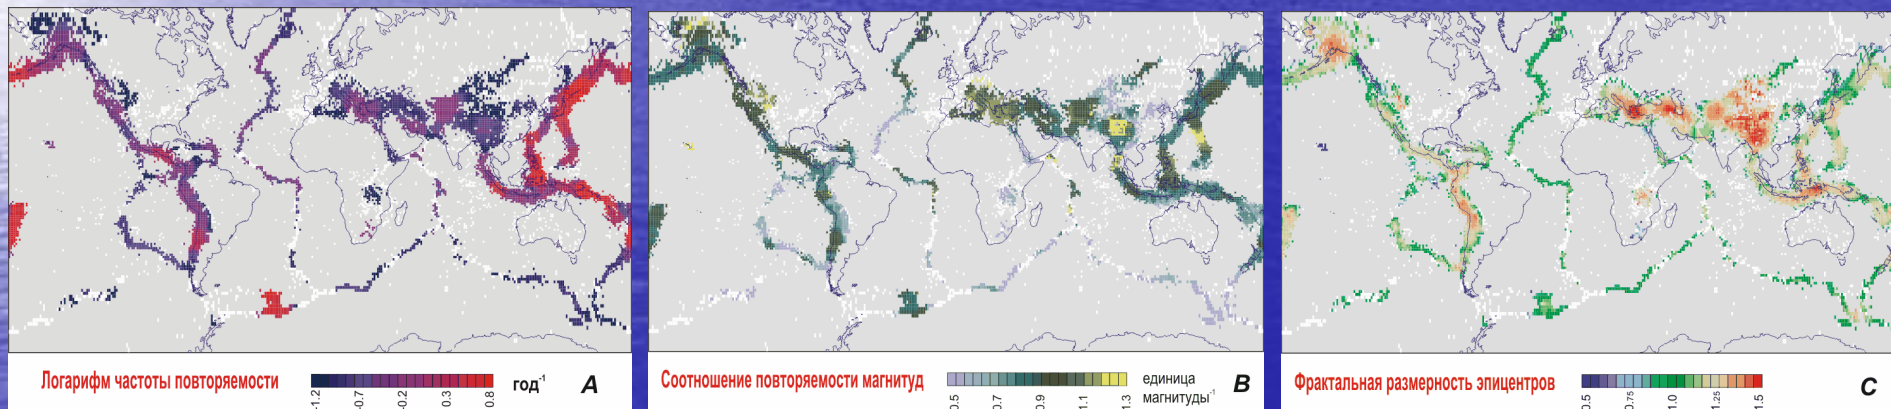 Логарифм частоты повторяемости
-1.2
-0.7
-0.2
0.3
0.8
год-1
A
Соотношение повторяемости магнитуд
0.5
0.7
0.9
1.1
1.3
единица
магнитуды-1
B
Фрактальная размерность эпицентров
0.5
0.75
1.0
1.25
1.5
C